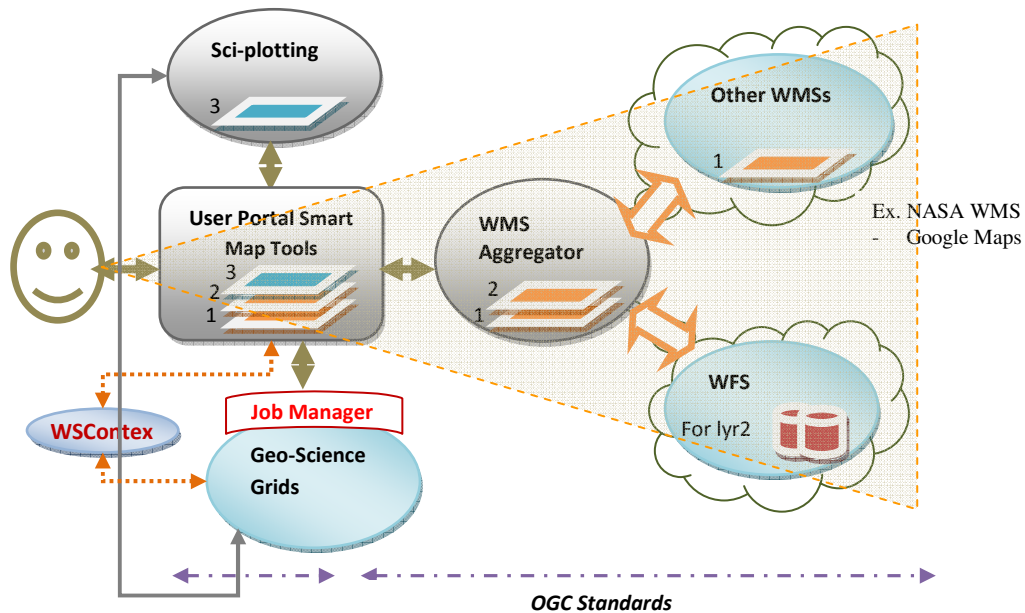 Sci-plotting
3
Other WMSs
1
Ex. NASA WMS
- Google Maps
User Portal Smart
Map Tools
3
2
1
WMS
Aggregator
2
1
WFS
For lyr2
Job Manager
WSContex
Geo-Science
Grids
OGC Standards